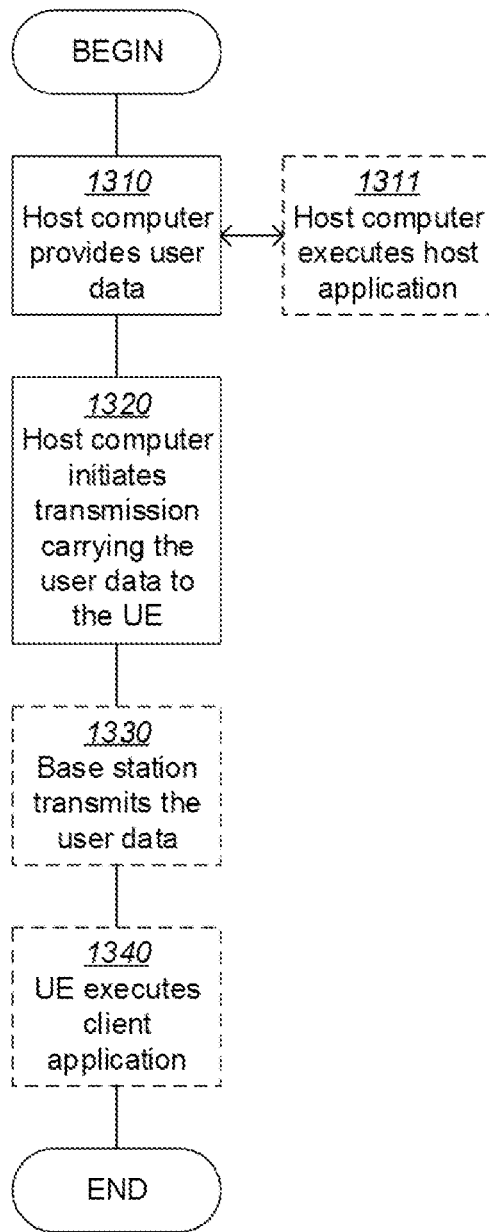 BEGIN
1310
Host computer
provides user
data
1311
Host computer
executes host
application
1320
Host computer
initiates
transmission
carrying the
user data to
the UE
1330
Base station
transmits the
user data
1340
UE executes
client
application
END